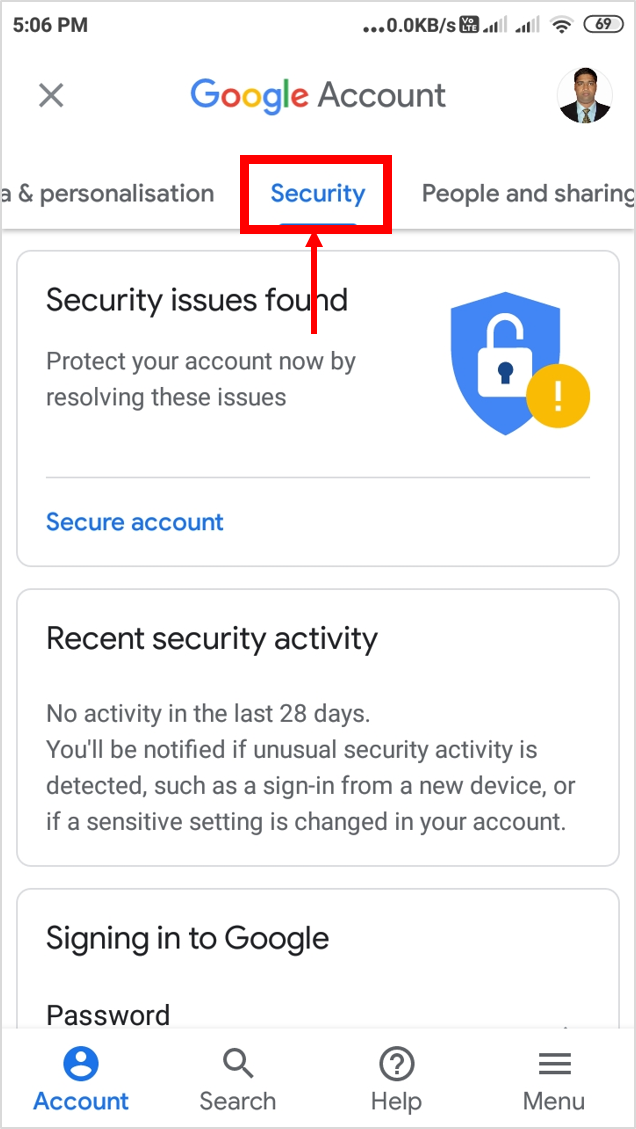 5:06 PM ...0.0KB/s Vo LTE 69
Google Account
a & personalisation Security People and sharing
Security issues found
Protect your account now by
resolving these issues
!
Secure account
Recent security activity
No activity in the last 28 days.
You'll be notified if unusual security activity is
detected, such as a sign-in from a new device, or
if a sensitive setting is changed in your account.
Signing in to Google
Password
Account Search Help Menu